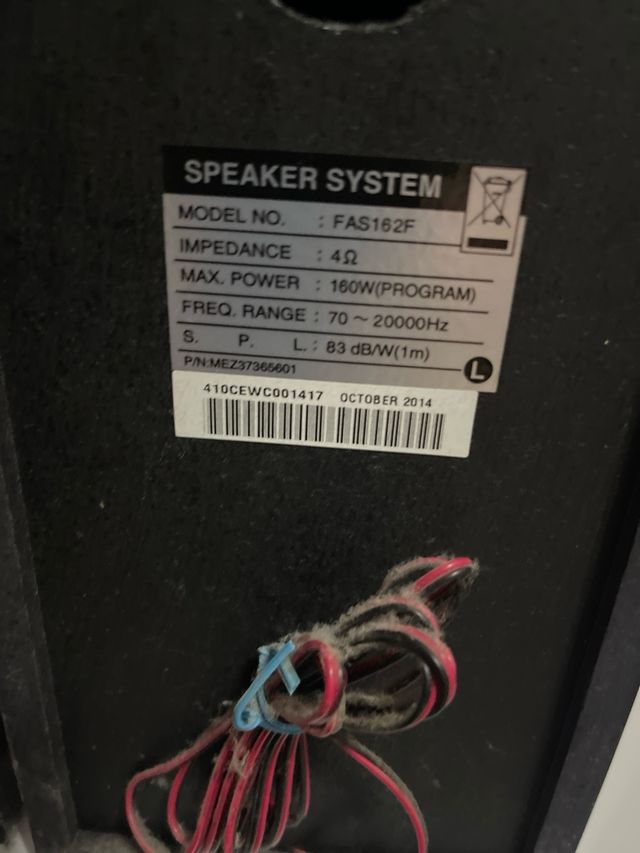 SPEAKER SYSTEM
MODEL NO. : FAS162F
IMPEDANCE : 4Ω
MAX. POWER : 160W(PROGRAM)
FREQ. RANGE : 70 ~ 20000Hz
S. P. L. : 83 dB/W(1m)
P/N:MEZ37365601
L
410CEWC001417 OCTOBER 2014